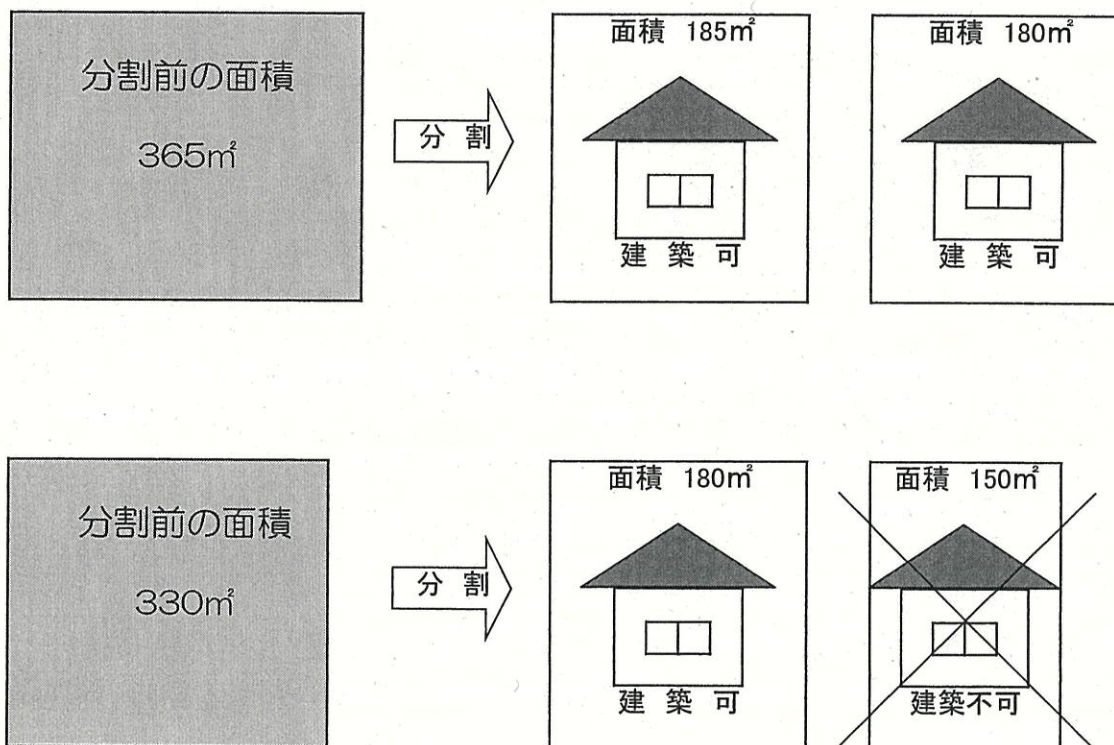 分割前の面積
365㎡
分 割
面積 185㎡
建 築 可
面積 180㎡
建 築 可
分割前の面積
330㎡
分 割
面積 180㎡
建 築 可
面積 150㎡
建築不可